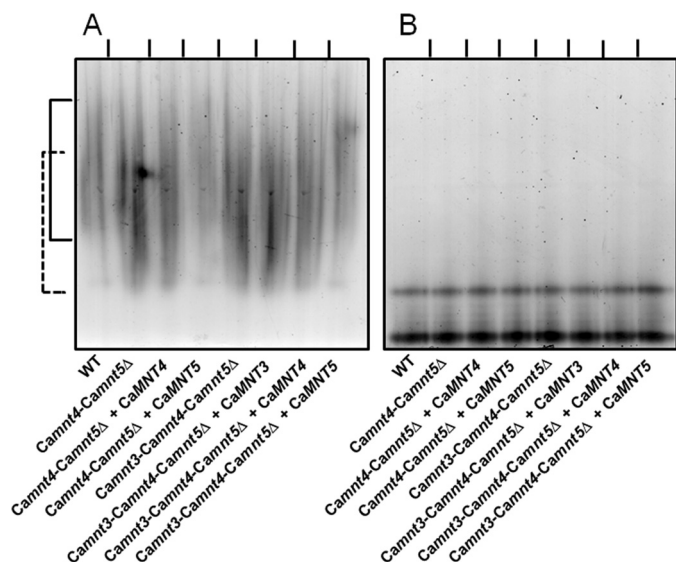 A
B
WT
Camnt4-Camnt5Δ
Camnt4-Camnt5Δ + CaMNT4
Camnt4-Camnt5Δ + CaMNT5
Camnt3-Camnt4-Camnt5Δ
Camnt3-Camnt4-Camnt5Δ + CaMNT3
Camnt3-Camnt4-Camnt5Δ + CaMNT4
Camnt3-Camnt4-Camnt5Δ + CaMNT5
WT
Camnt4-Camnt5Δ
Camnt4-Camnt5Δ + CaMNT4
Camnt4-Camnt5Δ + CaMNT5
Camnt3-Camnt4-Camnt5Δ
Camnt3-Camnt4-Camnt5Δ + CaMNT3
Camnt3-Camnt4-Camnt5Δ + CaMNT4
Camnt3-Camnt4-Camnt5Δ + CaMNT5